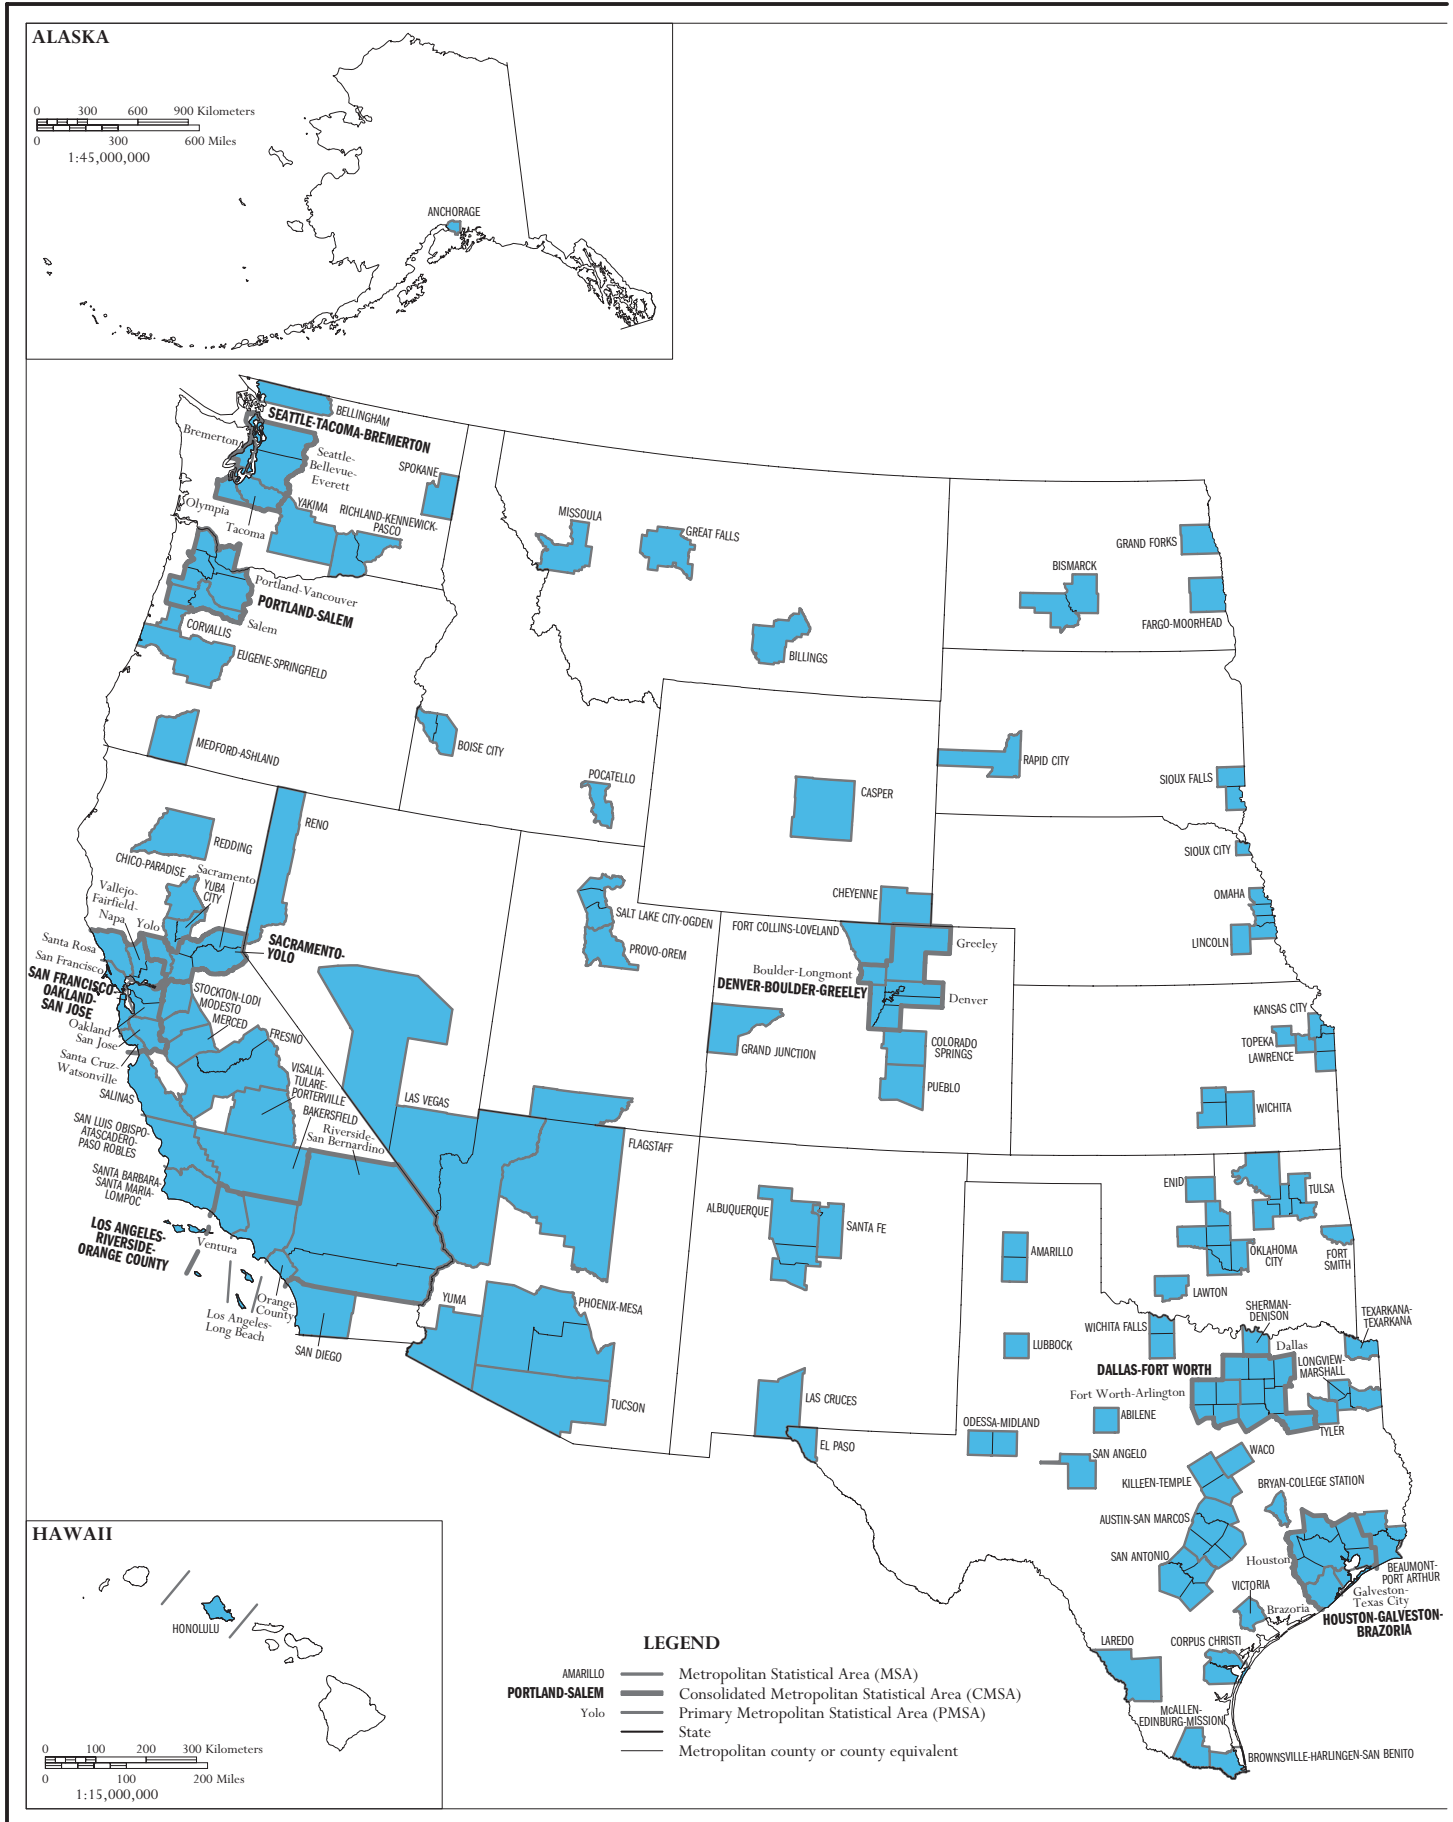 ALASKA
0 300 600 900 Kilometers
0 300 600 Miles
1:45,000,000
ANCHORAGE
BELLINGHAM
SEATTLE-TACOMA-BREMERTON
Bremerton
Seattle-
Bellevue-
Everett
SPOKANE
Olympia
Tacoma
YAKIMA
RICHLAND-KENNEWICK-
PASCO
Portland-Vancouver
PORTLAND-SALEM
Salem
CORVALLIS
EUGENE-SPRINGFIELD
MEDFORD-ASHLAND
MISSOULA
GREAT FALLS
BILLINGS
BOISE CITY
POCATELLO
CASPER
CHEYENNE
GRAND FORKS
BISMARCK
FARGO-MOORHEAD
RAPID CITY
SIOUX FALLS
SIOUX CITY
OMAHA
LINCOLN
RENO
REDDING
CHICO-PARADISE
Sacramento
YUBA
CITY
Vallejo-
Fairfield-
Napa
Yolo
Santa Rosa
San Francisco
SACRAMENTO-
YOLO
SAN FRANCISCO-
OAKLAND-
SAN JOSE
Oakland
San Jose
Santa Cruz-
Watsonville
STOCKTON-LODI
MODESTO
MERCED
FRESNO
VISALIA-
TULARE-
PORTERVILLE
BAKERSFIELD
Riverside-
San Bernardino
SALINAS
SAN LUIS OBISPO-
ATASCADERO-
PASO ROBLES
SANTA BARBARA-
SANTA MARIA-
LOMPOC
LOS ANGELES-
RIVERSIDE-
ORANGE COUNTY
Ventura
Los Angeles-
Long Beach
Orange
County
SAN DIEGO
LAS VEGAS
SALT LAKE CITY-OGDEN
PROVO-OREM
FORT COLLINS-LOVELAND
Greeley
Boulder-Longmont
DENVER-BOULDER-GREELEY
Denver
GRAND JUNCTION
COLORADO
SPRINGS
PUEBLO
FLAGSTAFF
YUMA
PHOENIX-MESA
TUCSON
ALBUQUERQUE
SANTA FE
LAS CRUCES
EL PASO
KANSAS CITY
TOPEKA
LAWRENCE
WICHITA
ENID
TULSA
OKLAHOMA
CITY
FORT
SMITH
LAWTON
AMARILLO
LUBBOCK
WICHITA FALLS
SHERMAN-
DENISON
TEXARKANA-
TEXARKANA
Dallas
DALLAS-FORT WORTH
LONGVIEW-
MARSHALL
Fort Worth-Arlington
ABILENE
TYLER
ODESSA-MIDLAND
SAN ANGELO
WACO
KILLEEN-TEMPLE
BRYAN-COLLEGE STATION
AUSTIN-SAN MARCOS
SAN ANTONIO
Houston
BEAUMONT-
PORT ARTHUR
VICTORIA
Galveston-
Texas City
Brazoria
HOUSTON-GALVESTON-
BRAZORIA
LAREDO
CORPUS CHRISTI
McALLEN-
EDINBURG-MISSION
BROWNSVILLE-HARLINGEN-SAN BENITO
HAWAII
HONOLULU
0 100 200 300 Kilometers
0 100 200 Miles
1:15,000,000
LEGEND
AMARILLO Metropolitan Statistical Area (MSA)
PORTLAND-SALEM Consolidated Metropolitan Statistical Area (CMSA)
Yolo Primary Metropolitan Statistical Area (PMSA)
State
Metropolitan county or county equivalent